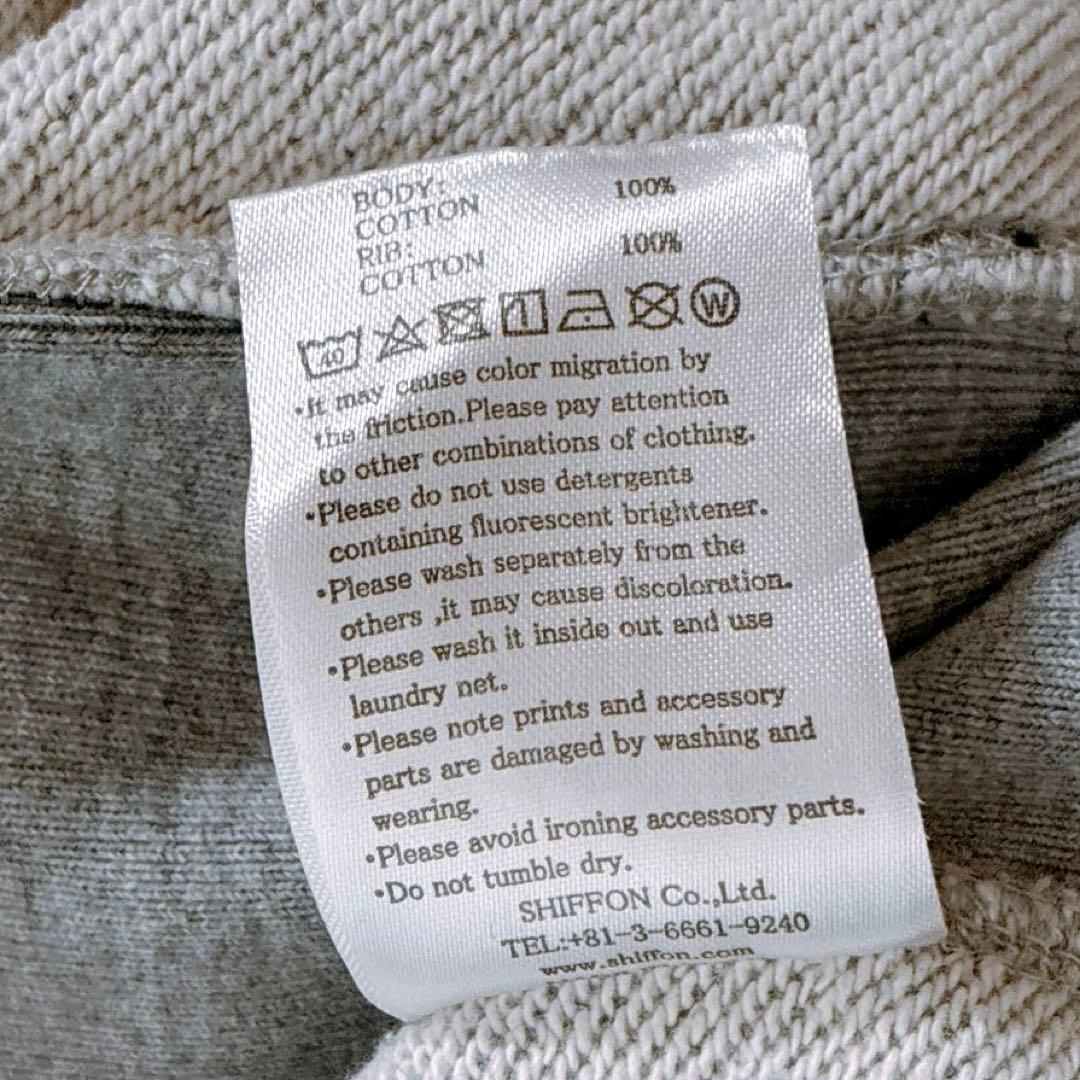 BODY:
COTTON 100%
RIB:
COTTON 100%
40 W
•It may cause color migration by
the friction.Please pay attention
to other combinations of clothing.
•Please do not use detergents
containing fluorescent brightener.
•Please wash separately from the
others ,it may cause discoloration.
•Please wash it inside out and use
laundry net.
•Please note prints and accessory
parts are damaged by washing and
wearing.
•Please avoid ironing accessory parts.
•Do not tumble dry.
SHIFFON Co.,Ltd.
TEL:+81-3-6661-9240
www.shiffon.com